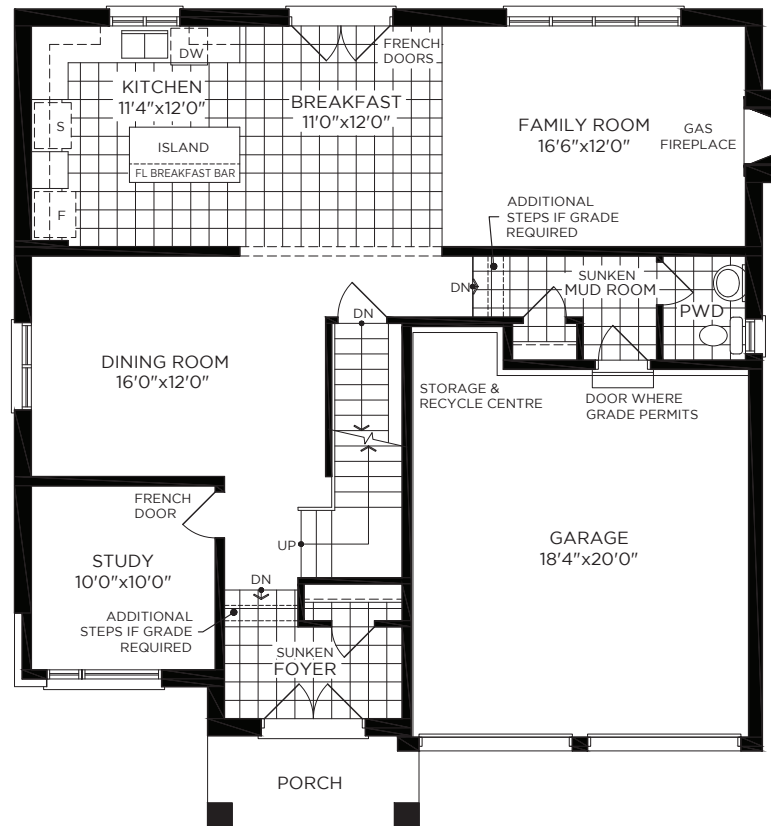 DW
FRENCH
DOORS
KITCHEN
11'4"x12'0"
BREAKFAST
11'0"x12'0"
S
ISLAND
FL BREAKFAST BAR
F
FAMILY ROOM
16'6"x12'0"
GAS
FIREPLACE
ADDITIONAL
STEPS IF GRADE
REQUIRED
DN
SUNKEN
MUD ROOM
PWD
DN
DINING ROOM
16'0"x12'0"
STORAGE &
RECYCLE CENTRE
DOOR WHERE
GRADE PERMITS
FRENCH
DOOR
STUDY
10'0"x10'0"
UP
GARAGE
18'4"x20'0"
DN
ADDITIONAL
STEPS IF GRADE
REQUIRED
SUNKEN
FOYER
PORCH